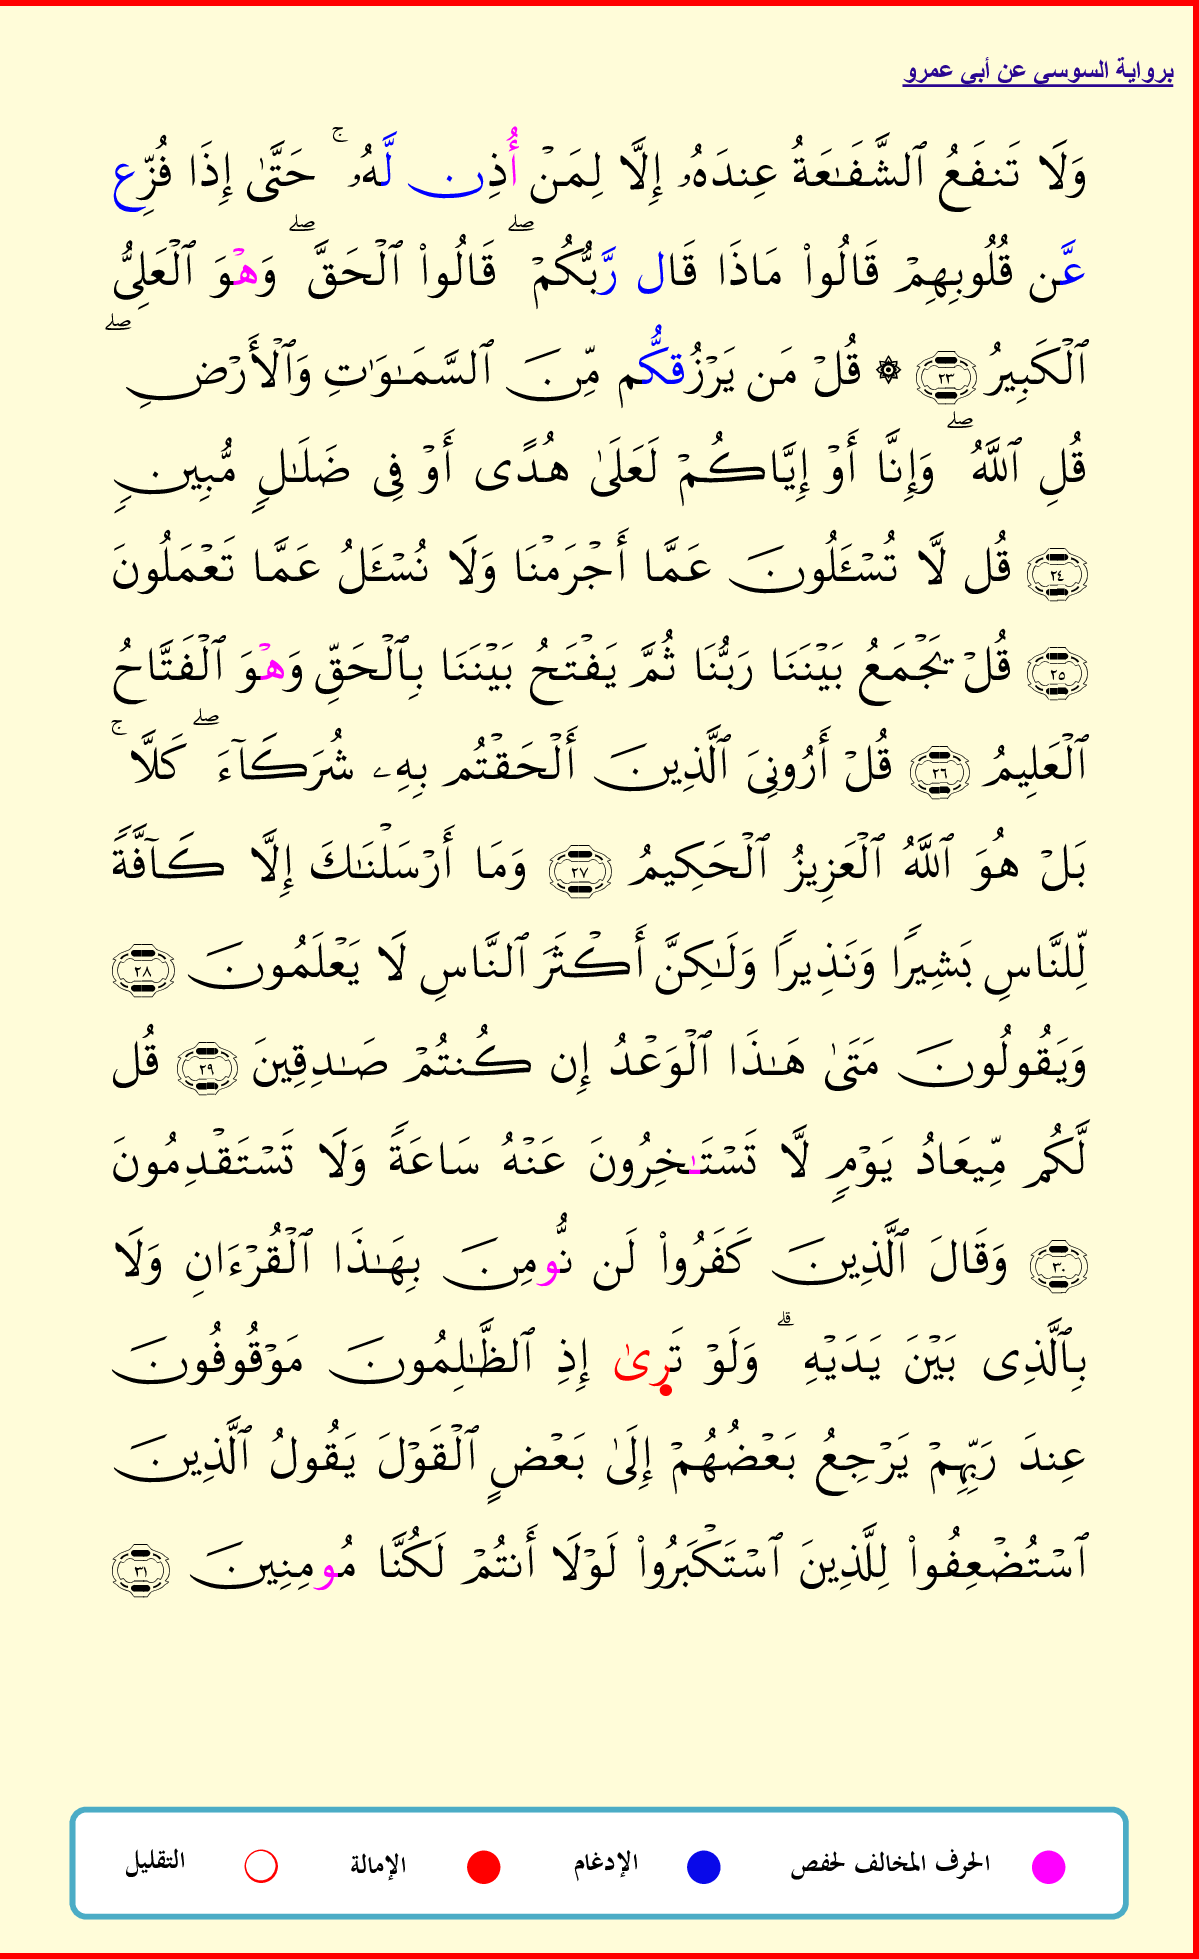 برواية السوسي عن أبي عمرو
وَلَا تَنفَعُ ٱلشَّفَٰعَةُ عِندَهُۥ إِلَّا لِمَنۡ أُذِن لَّهُۥۚ حَتَّىٰ إِذَا فُزِّع
عَّن قُلُوبِهِمۡ قَالُواْ مَاذَا قَال رَّبُّكُمۡۖ قَالُواْ ٱلۡحَقَّۖ وَهۡوَ ٱلۡعَلِيُّ
ٱلۡكَبِيرُ ٢٣ ۞ قُلۡ مَن يَرۡزُقكُّم مِّنَ ٱلسَّمَٰوَٰتِ وَٱلۡأَرۡضِۖ
قُلِ ٱللَّهُۖ وَإِنَّا أَوۡ إِيَّاكُمۡ لَعَلَىٰ هُدًى أَوۡ فِي ضَلَٰلٖ مُّبِينٖ
٢٤ قُل لَّا تُسۡـَٔلُونَ عَمَّا أَجۡرَمۡنَا وَلَا نُسۡـَٔلُ عَمَّا تَعۡمَلُونَ
٢٥ قُلۡ يَجۡمَعُ بَيۡنَنَا رَبُّنَا ثُمَّ يَفۡتَحُ بَيۡنَنَا بِٱلۡحَقِّ وَهۡوَ ٱلۡفَتَّاحُ
ٱلۡعَلِيمُ ٢٦ قُلۡ أَرُونِيَ ٱلَّذِينَ أَلۡحَقۡتُم بِهِۦ شُرَكَآءَۖ كَلَّاۚ
بَلۡ هُوَ ٱللَّهُ ٱلۡعَزِيزُ ٱلۡحَكِيمُ ٢٧ وَمَا أَرۡسَلۡنَٰكَ إِلَّا كَآفَّةٗ
لِّلنَّاسِ بَشِيرٗا وَنَذِيرٗا وَلَٰكِنَّ أَكۡثَرَ ٱلنَّاسِ لَا يَعۡلَمُونَ ٢٨
وَيَقُولُونَ مَتَىٰ هَٰذَا ٱلۡوَعۡدُ إِن كُنتُمۡ صَٰدِقِينَ ٢٩ قُل
لَّكُم مِّيعَادُ يَوۡمٖ لَّا تَسۡتَٰخِرُونَ عَنۡهُ سَاعَةٗ وَلَا تَسۡتَقۡدِمُونَ
٣٠ وَقَالَ ٱلَّذِينَ كَفَرُواْ لَن نُّومِنَ بِهَٰذَا ٱلۡقُرۡءَانِ وَلَا
بِٱلَّذِي بَيۡنَ يَدَيۡهِۗ وَلَوۡ تَرِىٰ إِذِ ٱلظَّٰلِمُونَ مَوۡقُوفُونَ
عِندَ رَبِّهِمۡ يَرۡجِعُ بَعۡضُهُمۡ إِلَىٰ بَعۡضٍ ٱلۡقَوۡلَ يَقُولُ ٱلَّذِينَ
ٱسۡتُضۡعِفُواْ لِلَّذِينَ ٱسۡتَكۡبَرُواْ لَوۡلَا أَنتُمۡ لَكُنَّا مُومِنِينَ ٣١
الحرف المخالف لحفص الإدغام الإمالة التقليل